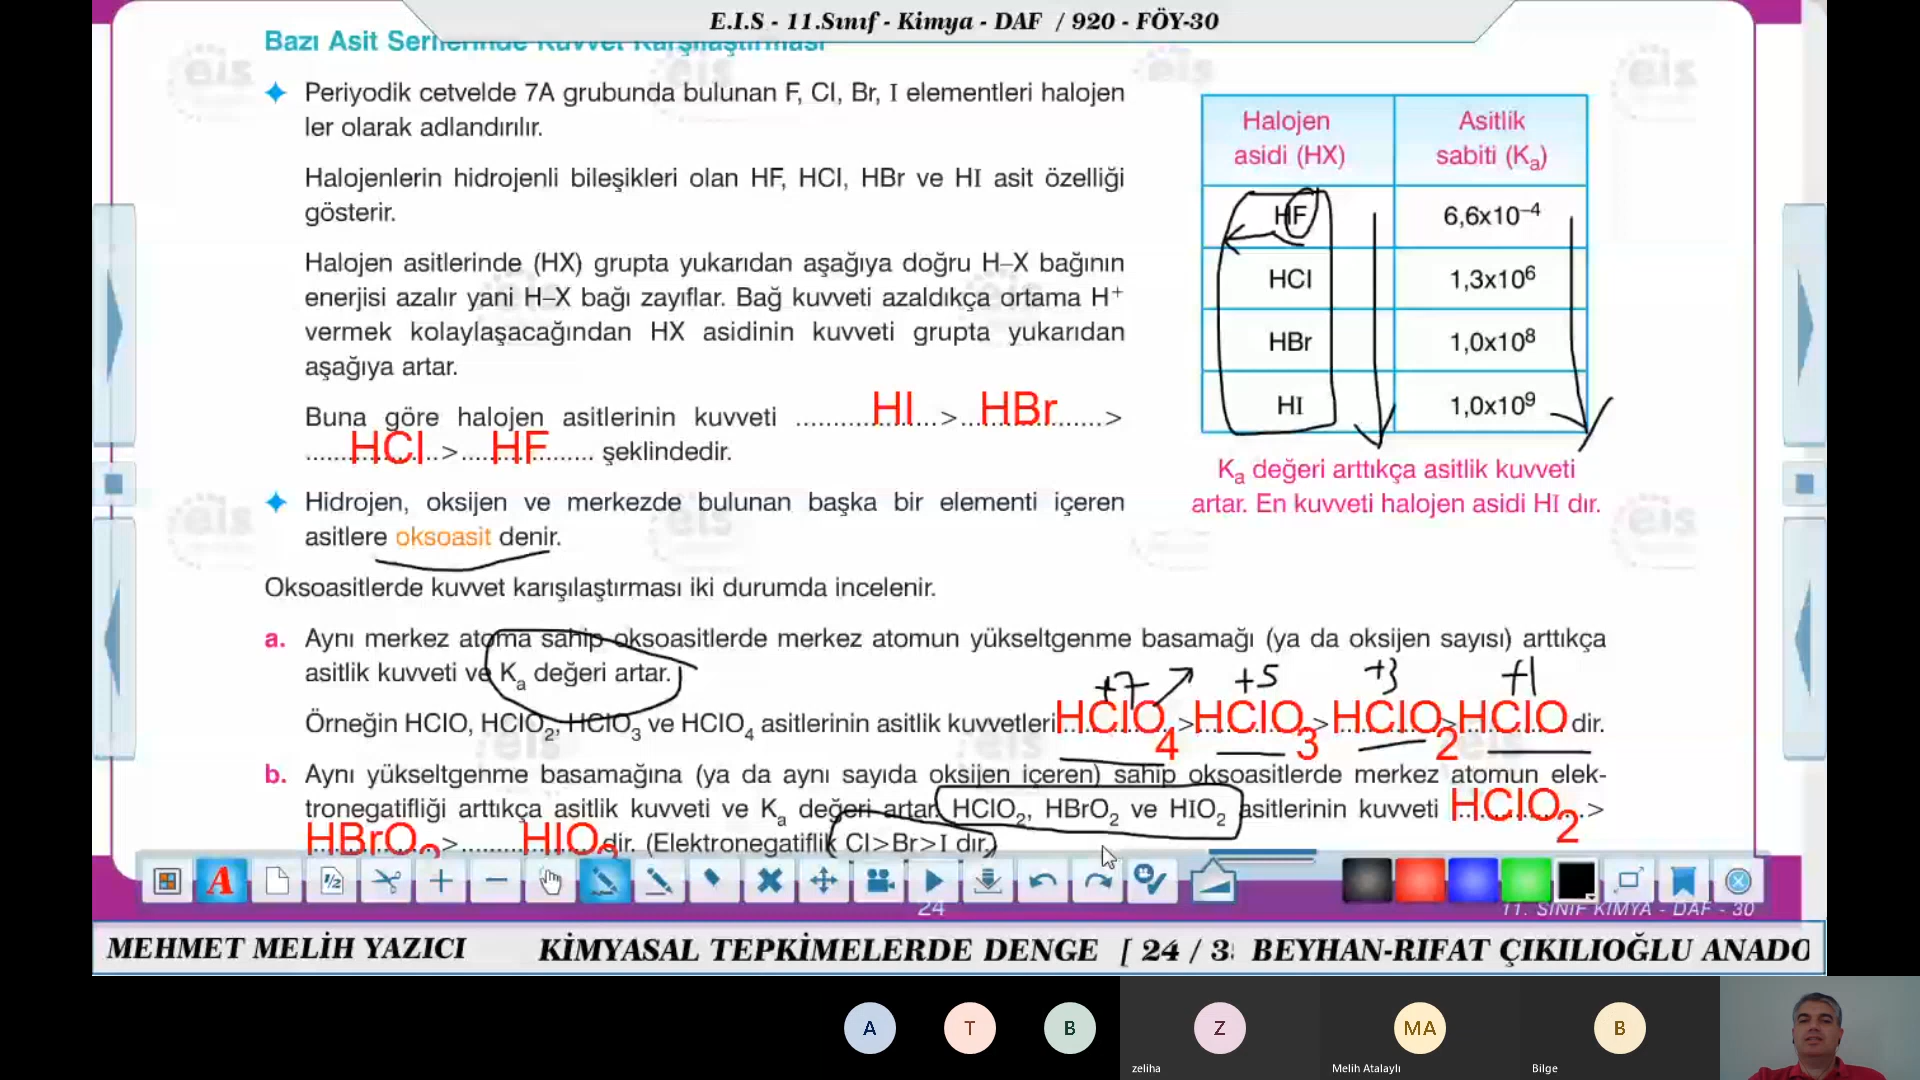 E.I.S - 11.Sınıf - Kimya - DAF / 920 - FÖY-30
Bazı Asit Serilerinde Kuvvet Karşılaştırması
Periyodik cetvelde 7A grubunda bulunan F, Cl, Br, I elementleri halojen
ler olarak adlandırılır.
Halojenlerin hidrojenli bileşikleri olan HF, HCl, HBr ve HI asit özelliği
gösterir.
Halojen asitlerinde (HX) grupta yukarıdan aşağıya doğru H–X bağının
enerjisi azalır yani H–X bağı zayıflar. Bağ kuvveti azaldıkça ortama H⁺
vermek kolaylaşacağından HX asidinin kuvveti grupta yukarıdan
aşağıya artar.
Buna göre halojen asitlerinin kuvveti HI > HBr >
HCl > HF şeklindedir.
Halojen asidi (HX) Asitlik sabiti (Ka)
HF 6,6x10⁻⁴
HCl 1,3x10⁶
HBr 1,0x10⁸
HI 1,0x10⁹
Ka değeri arttıkça asitlik kuvveti
artar. En kuvveti halojen asidi HI dır.
Hidrojen, oksijen ve merkezde bulunan başka bir elementi içeren
asitlere oksoasit denir.
Oksoasitlerde kuvvet karışılaştırması iki durumda incelenir.
a. Aynı merkez atoma sahip oksoasitlerde merkez atomun yükseltgenme basamağı (ya da oksijen sayısı) arttıkça
asitlik kuvveti ve Ka değeri artar.
+7 +5 +3 +1
Örneğin HClO, HClO₂, HClO₃ ve HClO₄ asitlerinin asitlik kuvvetleri HClO₄ > HClO₃ > HClO₂ > HClO dir.
b. Aynı yükseltgenme basamağına (ya da aynı sayıda oksijen içeren) sahip oksoasitlerde merkez atomun elek-
tronegatifliği arttıkça asitlik kuvveti ve Ka değeri artar. HClO₂, HBrO₂ ve HIO₂ asitlerinin kuvveti HClO₂ >
HBrO₂ > HIO₂ dir. (Elektronegatiflik Cl>Br>I dır.)
24
11. SINIF KİMYA - DAF - 30
MEHMET MELİH YAZICI KİMYASAL TEPKİMELERDE DENGE [ 24 / 3 BEYHAN-RIFAT ÇIKILIOĞLU ANADO
A T B Z MA B
zeliha Melih Atalaylı Bilge